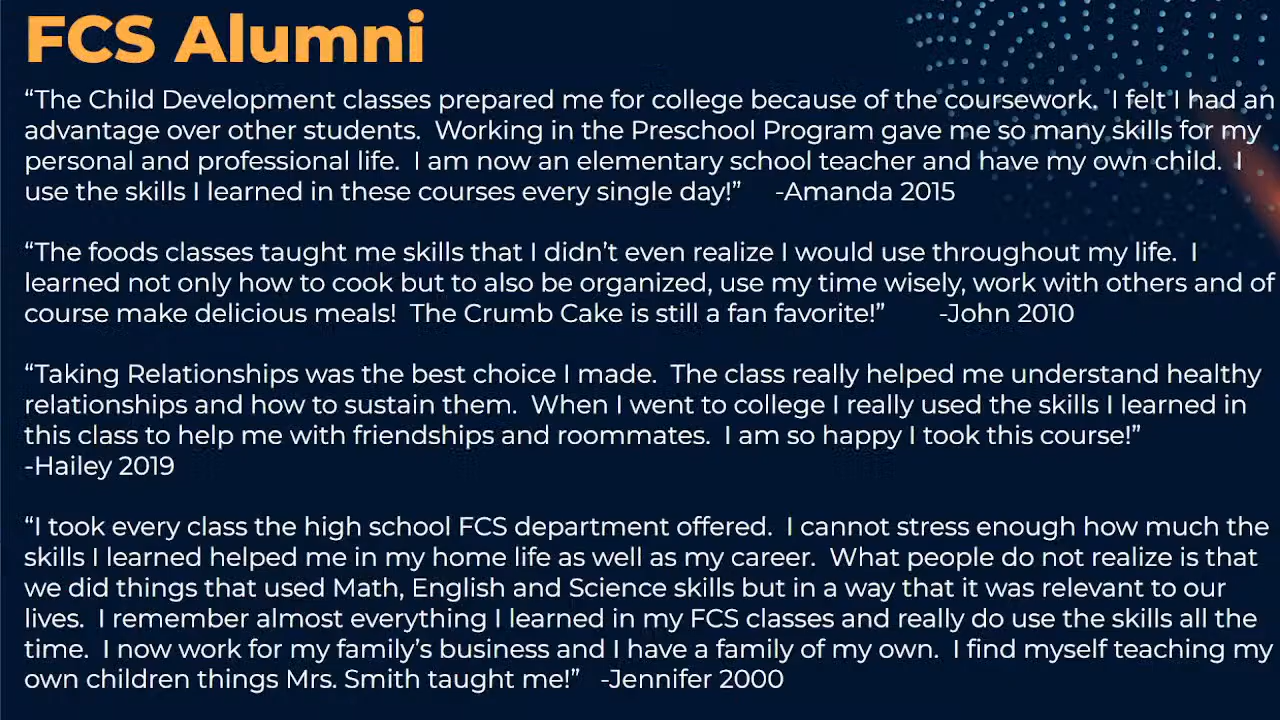 FCS Alumni
“The Child Development classes prepared me for college because of the coursework.  I felt I had an
advantage over other students.  Working in the Preschool Program gave me so many skills for my
personal and professional life.  I am now an elementary school teacher and have my own child.  I
use the skills I learned in these courses every single day!”     -Amanda 2015
“The foods classes taught me skills that I didn’t even realize I would use throughout my life.  I
learned not only how to cook but to also be organized, use my time wisely, work with others and of
course make delicious meals!  The Crumb Cake is still a fan favorite!”        -John 2010
“Taking Relationships was the best choice I made.  The class really helped me understand healthy
relationships and how to sustain them.  When I went to college I really used the skills I learned in
this class to help me with friendships and roommates.  I am so happy I took this course!”
-Hailey 2019
“I took every class the high school FCS department offered.  I cannot stress enough how much the
skills I learned helped me in my home life as well as my career.  What people do not realize is that
we did things that used Math, English and Science skills but in a way that it was relevant to our
lives.  I remember almost everything I learned in my FCS classes and really do use the skills all the
time.  I now work for my family’s business and I have a family of my own.  I find myself teaching my
own children things Mrs. Smith taught me!”   -Jennifer 2000